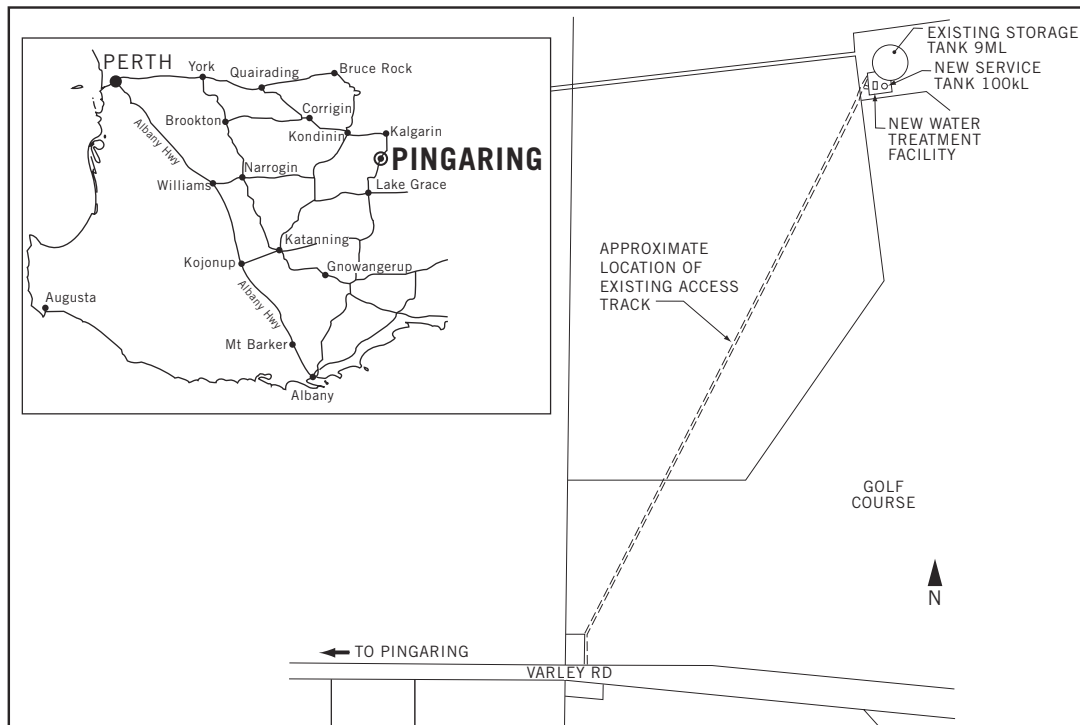 PERTH
York
Quairading
Bruce Rock
Brookton
Corrigin
Kondinin
Kalgarin
PINGARING
Albany Hwy
Narrogin
Williams
Lake Grace
Katanning
Kojonup
Gnowangerup
Augusta
Albany Hwy
Mt Barker
Albany
EXISTING STORAGE
TANK 9ML
NEW SERVICE
TANK 100kL
NEW WATER
TREATMENT
FACILITY
APPROXIMATE
LOCATION OF
EXISTING ACCESS
TRACK
GOLF
COURSE
N
TO PINGARING
VARLEY RD